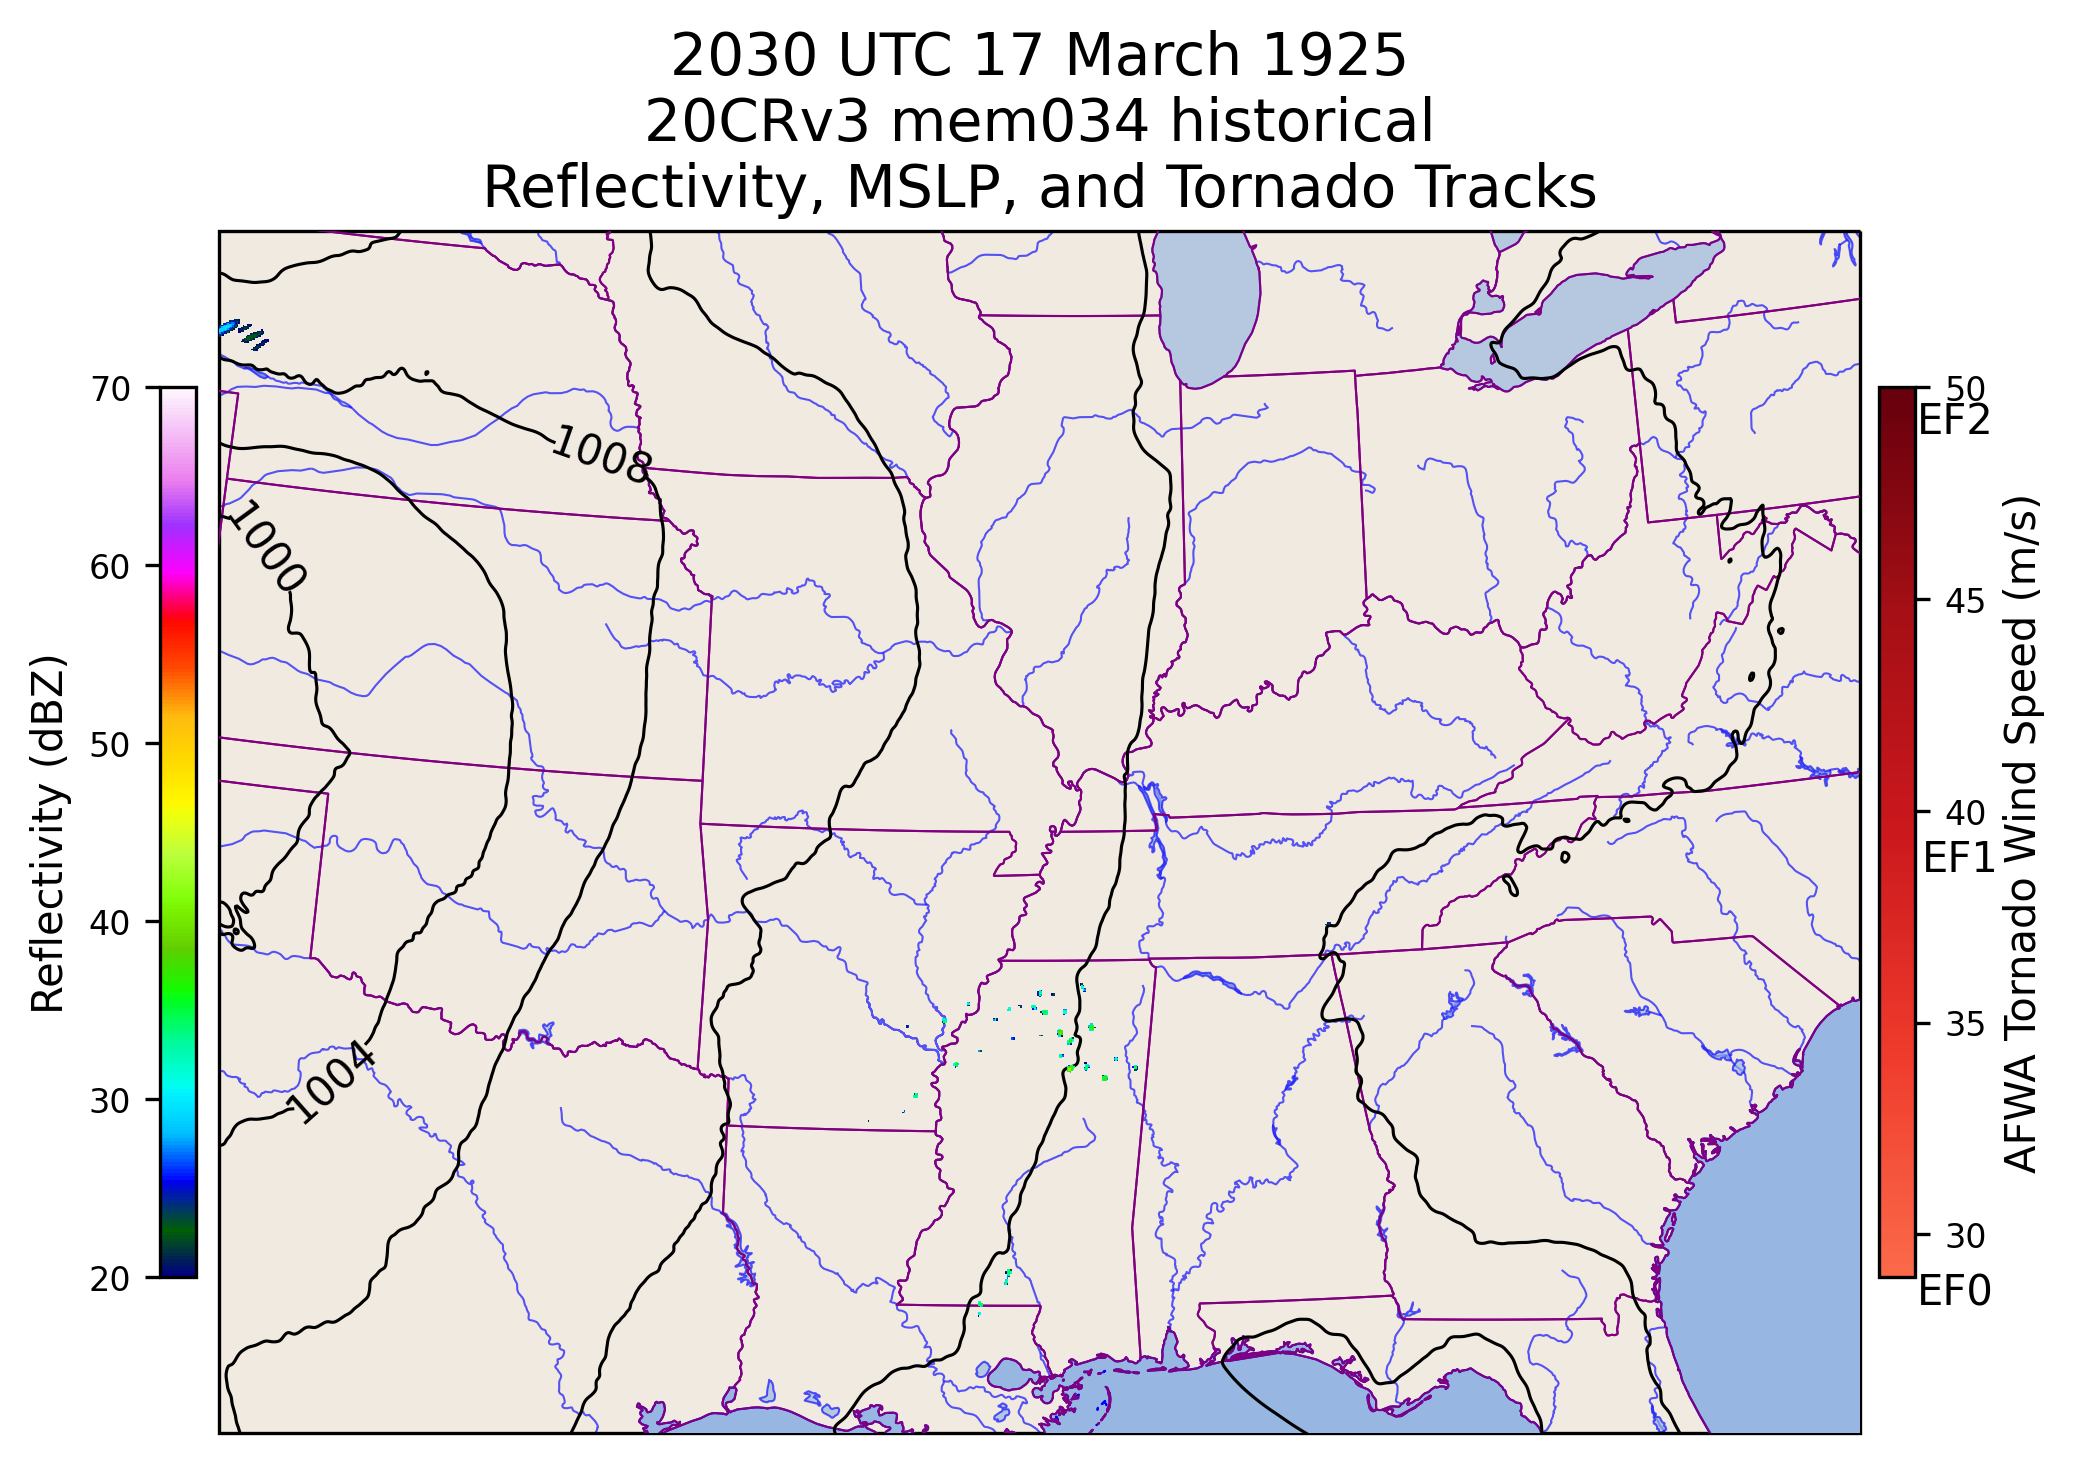 2030 UTC 17 March 1925
20CRv3 mem034 historical
Reflectivity, MSLP, and Tornado Tracks
Reflectivity (dBZ)
70
60
50
40
30
20
1008
1000
1004
50
EF2
45
40
EF1
35
30
EF0
AFWA Tornado Wind Speed (m/s)